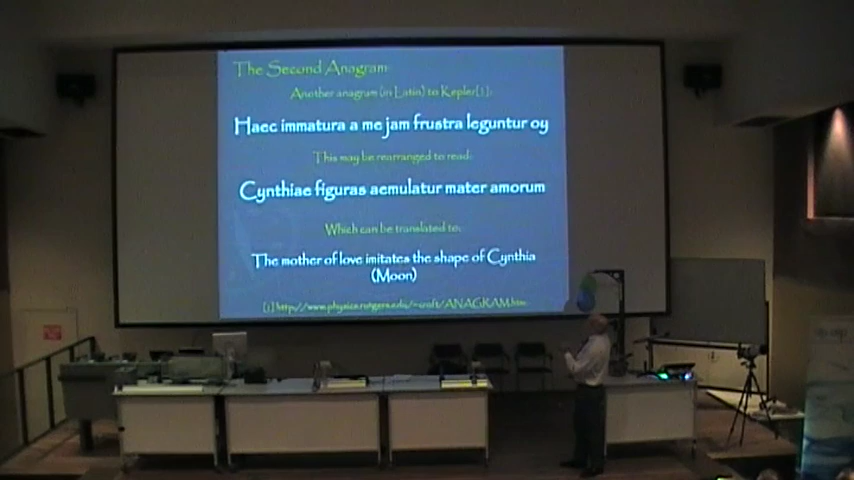 The Second Anagram:
Another anagram (in Latin) to Kepler[1]:
Haec immatura a me jam frustra leguntur oy
This may be rearranged to read:
Cynthiae figuras aemulatur mater amorum
Which can be translated to:
The mother of love imitates the shape of Cynthia
(Moon)
[1] http://www.physics.rutgers.edu/~croft/ANAGRAM.htm